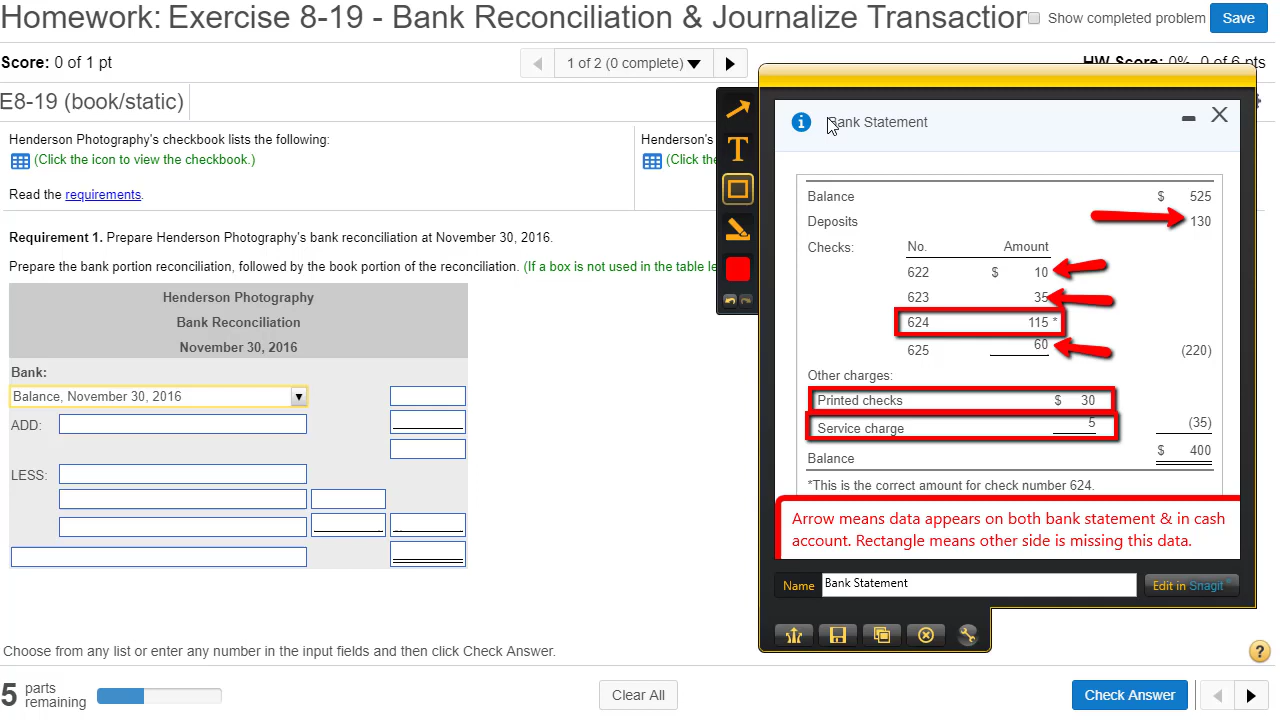 Homework: Exercise 8-19 - Bank Reconciliation & Journalize Transaction
Show completed problem
Save
Score: 0 of 1 pt
1 of 2 (0 complete)
HW Score: 0%, 0 of 6 pts
E8-19 (book/static)
Henderson Photography's checkbook lists the following:
(Click the icon to view the checkbook.)
Read the requirements.
Henderson's
(Click the
Requirement 1. Prepare Henderson Photography's bank reconciliation at November 30, 2016.
Prepare the bank portion reconciliation, followed by the book portion of the reconciliation. (If a box is not used in the table le
Henderson Photography
Bank Reconciliation
November 30, 2016
Bank:
Balance, November 30, 2016
ADD:
LESS:
T
Bank Statement
Balance $ 525
Deposits 130
Checks: No. Amount
622 $ 10
623 35
624 115 *
625 60 (220)
Other charges:
Printed checks $ 30
Service charge 5 (35)
Balance $ 400
*This is the correct amount for check number 624.
Arrow means data appears on both bank statement & in cash
account. Rectangle means other side is missing this data.
Name Bank Statement Edit in Snagit
Choose from any list or enter any number in the input fields and then click Check Answer.
?
5 parts
remaining
Clear All
Check Answer